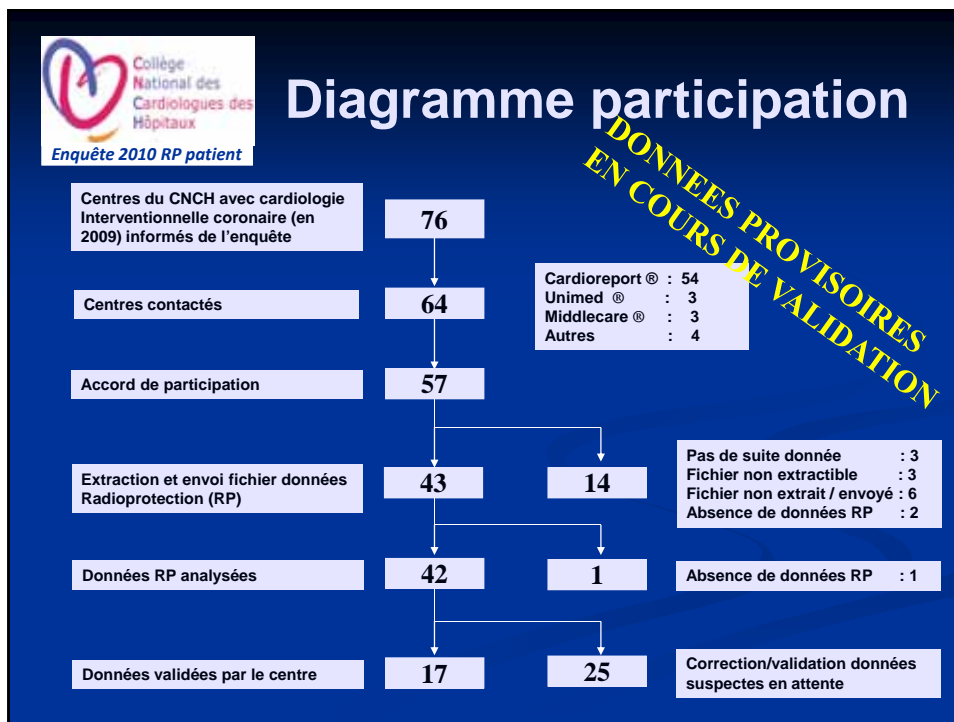 Collège
National des
Cardiologues des
Hôpitaux
Enquête 2010 RP patient
Diagramme participation
DONNEES PROVISOIRES
EN COURS DE VALIDATION
Centres du CNCH avec cardiologie
Interventionnelle coronaire (en
2009) informés de l'enquête
76
Centres contactés
64
Cardioreport ® : 54
Unimed ® : 3
Middlecare ® : 3
Autres : 4
Accord de participation
57
Extraction et envoi fichier données
Radioprotection (RP)
43
14
Pas de suite donnée : 3
Fichier non extractible : 3
Fichier non extrait / envoyé : 6
Absence de données RP : 2
Données RP analysées
42
1
Absence de données RP : 1
Données validées par le centre
17
25
Correction/validation données
suspectes en attente